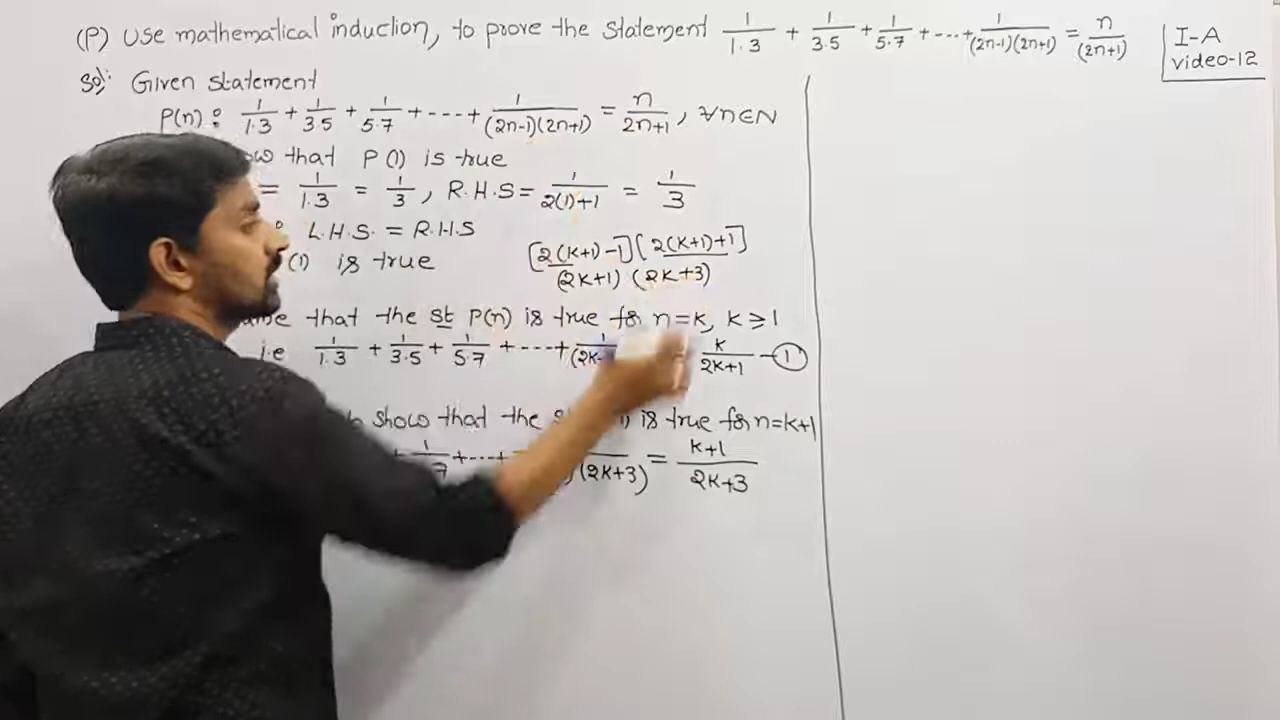 (P) Use mathematical induction, to prove the statement 1/1.3 + 1/3.5 + 1/5.7 + ---+ 1/(2n-1)(2n+1) = n/(2n+1)
I-A
Video-12
Sol: Given statement
P(n): 1/1.3 + 1/3.5 + 1/5.7 + ----+ 1/(2n-1)(2n+1) = n/2n+1, ∀n∈N
that P(1) is true
= 1/1.3 = 1/3, R.H.S = 1/2(1)+1 = 1/3
L.H.S. = R.H.S
(1) is true
[2(k+1)-1][2(k+1)+1]
(2k+1) (2k+3)
that the st P(n) is true for n=k, k≥1
i.e 1/1.3 + 1/3.5 + 1/5.7 + ----+ 1/(2k- k/2k+1 —①
show that the is true for n=k+1
+---+ (2k+3) = k+1/2k+3